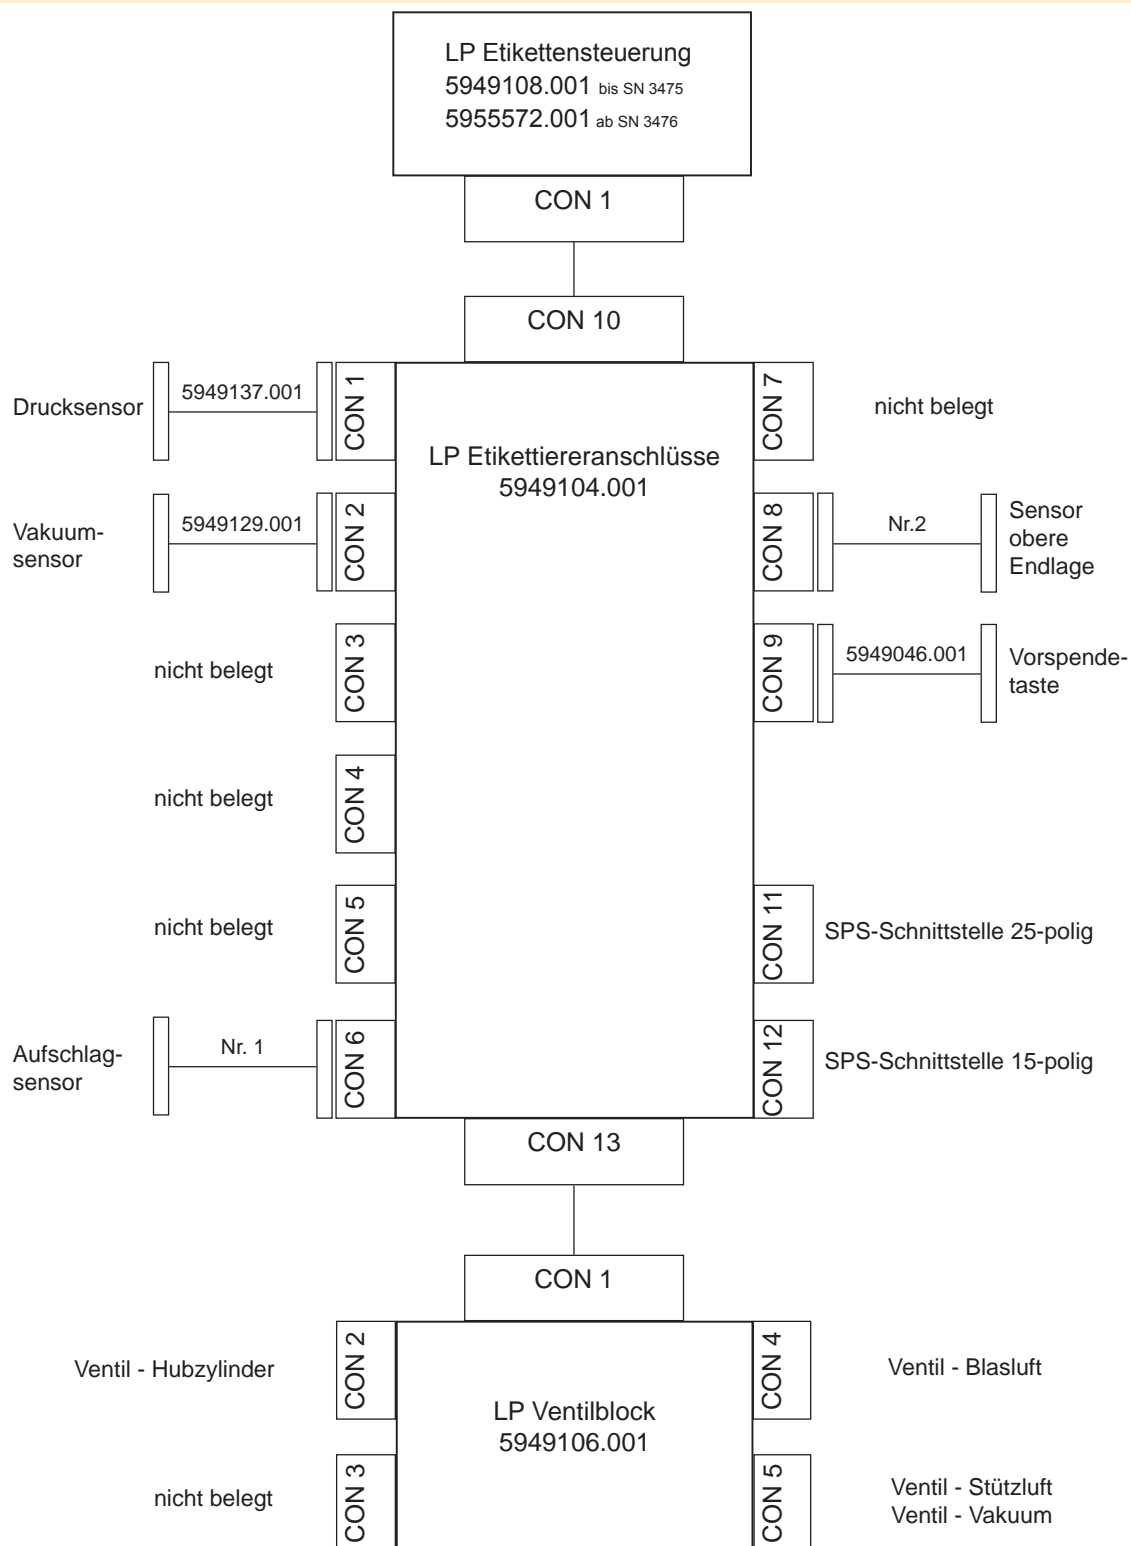 LP Etikettensteuerung
5949108.001 bis SN 3475
5955572.001 ab SN 3476
CON 1
CON 10
Drucksensor
5949137.001
CON 1
LP Etikettiereranschlüsse
5949104.001
CON 7
nicht belegt
Vakuum-
sensor
5949129.001
CON 2
CON 8
Nr.2
Sensor
obere
Endlage
nicht belegt
CON 3
CON 9
5949046.001
Vorspende-
taste
nicht belegt
CON 4
nicht belegt
CON 5
CON 11
SPS-Schnittstelle 25-polig
Aufschlag-
sensor
Nr. 1
CON 6
CON 12
SPS-Schnittstelle 15-polig
CON 13
CON 1
Ventil - Hubzylinder
CON 2
LP Ventilblock
5949106.001
CON 4
Ventil - Blasluft
nicht belegt
CON 3
CON 5
Ventil - Stützluft
Ventil - Vakuum